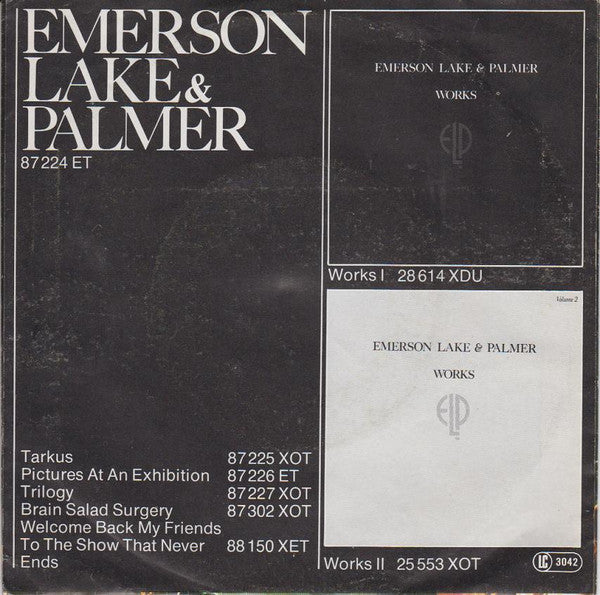 EMERSON
LAKE &
PALMER
87 224 ET
Tarkus 87 225 XOT
Pictures At An Exhibition 87 226 ET
Trilogy 87 227 XOT
Brain Salad Surgery 87 302 XOT
Welcome Back My Friends
To The Show That Never 88 150 XET
Ends
EMERSON LAKE & PALMER
WORKS
ELP
Works I 28 614 XDU
Volume 2
EMERSON LAKE & PALMER
WORKS
ELP
Works II 25 553 XOT
LC 3042